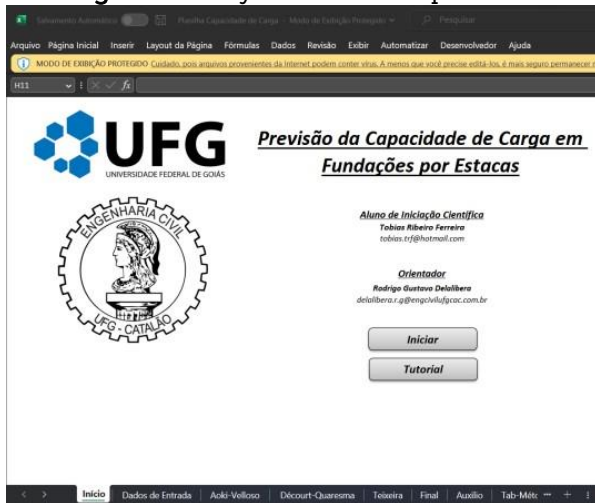 Salvamento Automático Planilha Capacidade de Carga - Modo de Exibição Protegido Pesquisar
Arquivo Página Inicial Inserir Layout da Página Fórmulas Dados Revisão Exibir Automatizar Desenvolvedor Ajuda
MODO DE EXIBIÇÃO PROTEGIDO Cuidado, pois arquivos provenientes da Internet podem conter vírus. A menos que você precise editá-los, é mais seguro permanecer
H11 fx
UFG
UNIVERSIDADE FEDERAL DE GOIÁS
Previsão da Capacidade de Carga em
Fundações por Estacas
ENGENHARIA CIVIL
UFG - CATALÃO
Aluno de Iniciação Científica
Tobias Ribeiro Ferreira
tobias.trf@hotmail.com
Orientador
Rodrigo Gustavo Delalibera
delalibera.r.g@engcivilufgcac.com.br
Iniciar
Tutorial
Início Dados de Entrada Aoki-Velloso Décourt-Quaresma Teixeira Final Auxílio Tab-Méto